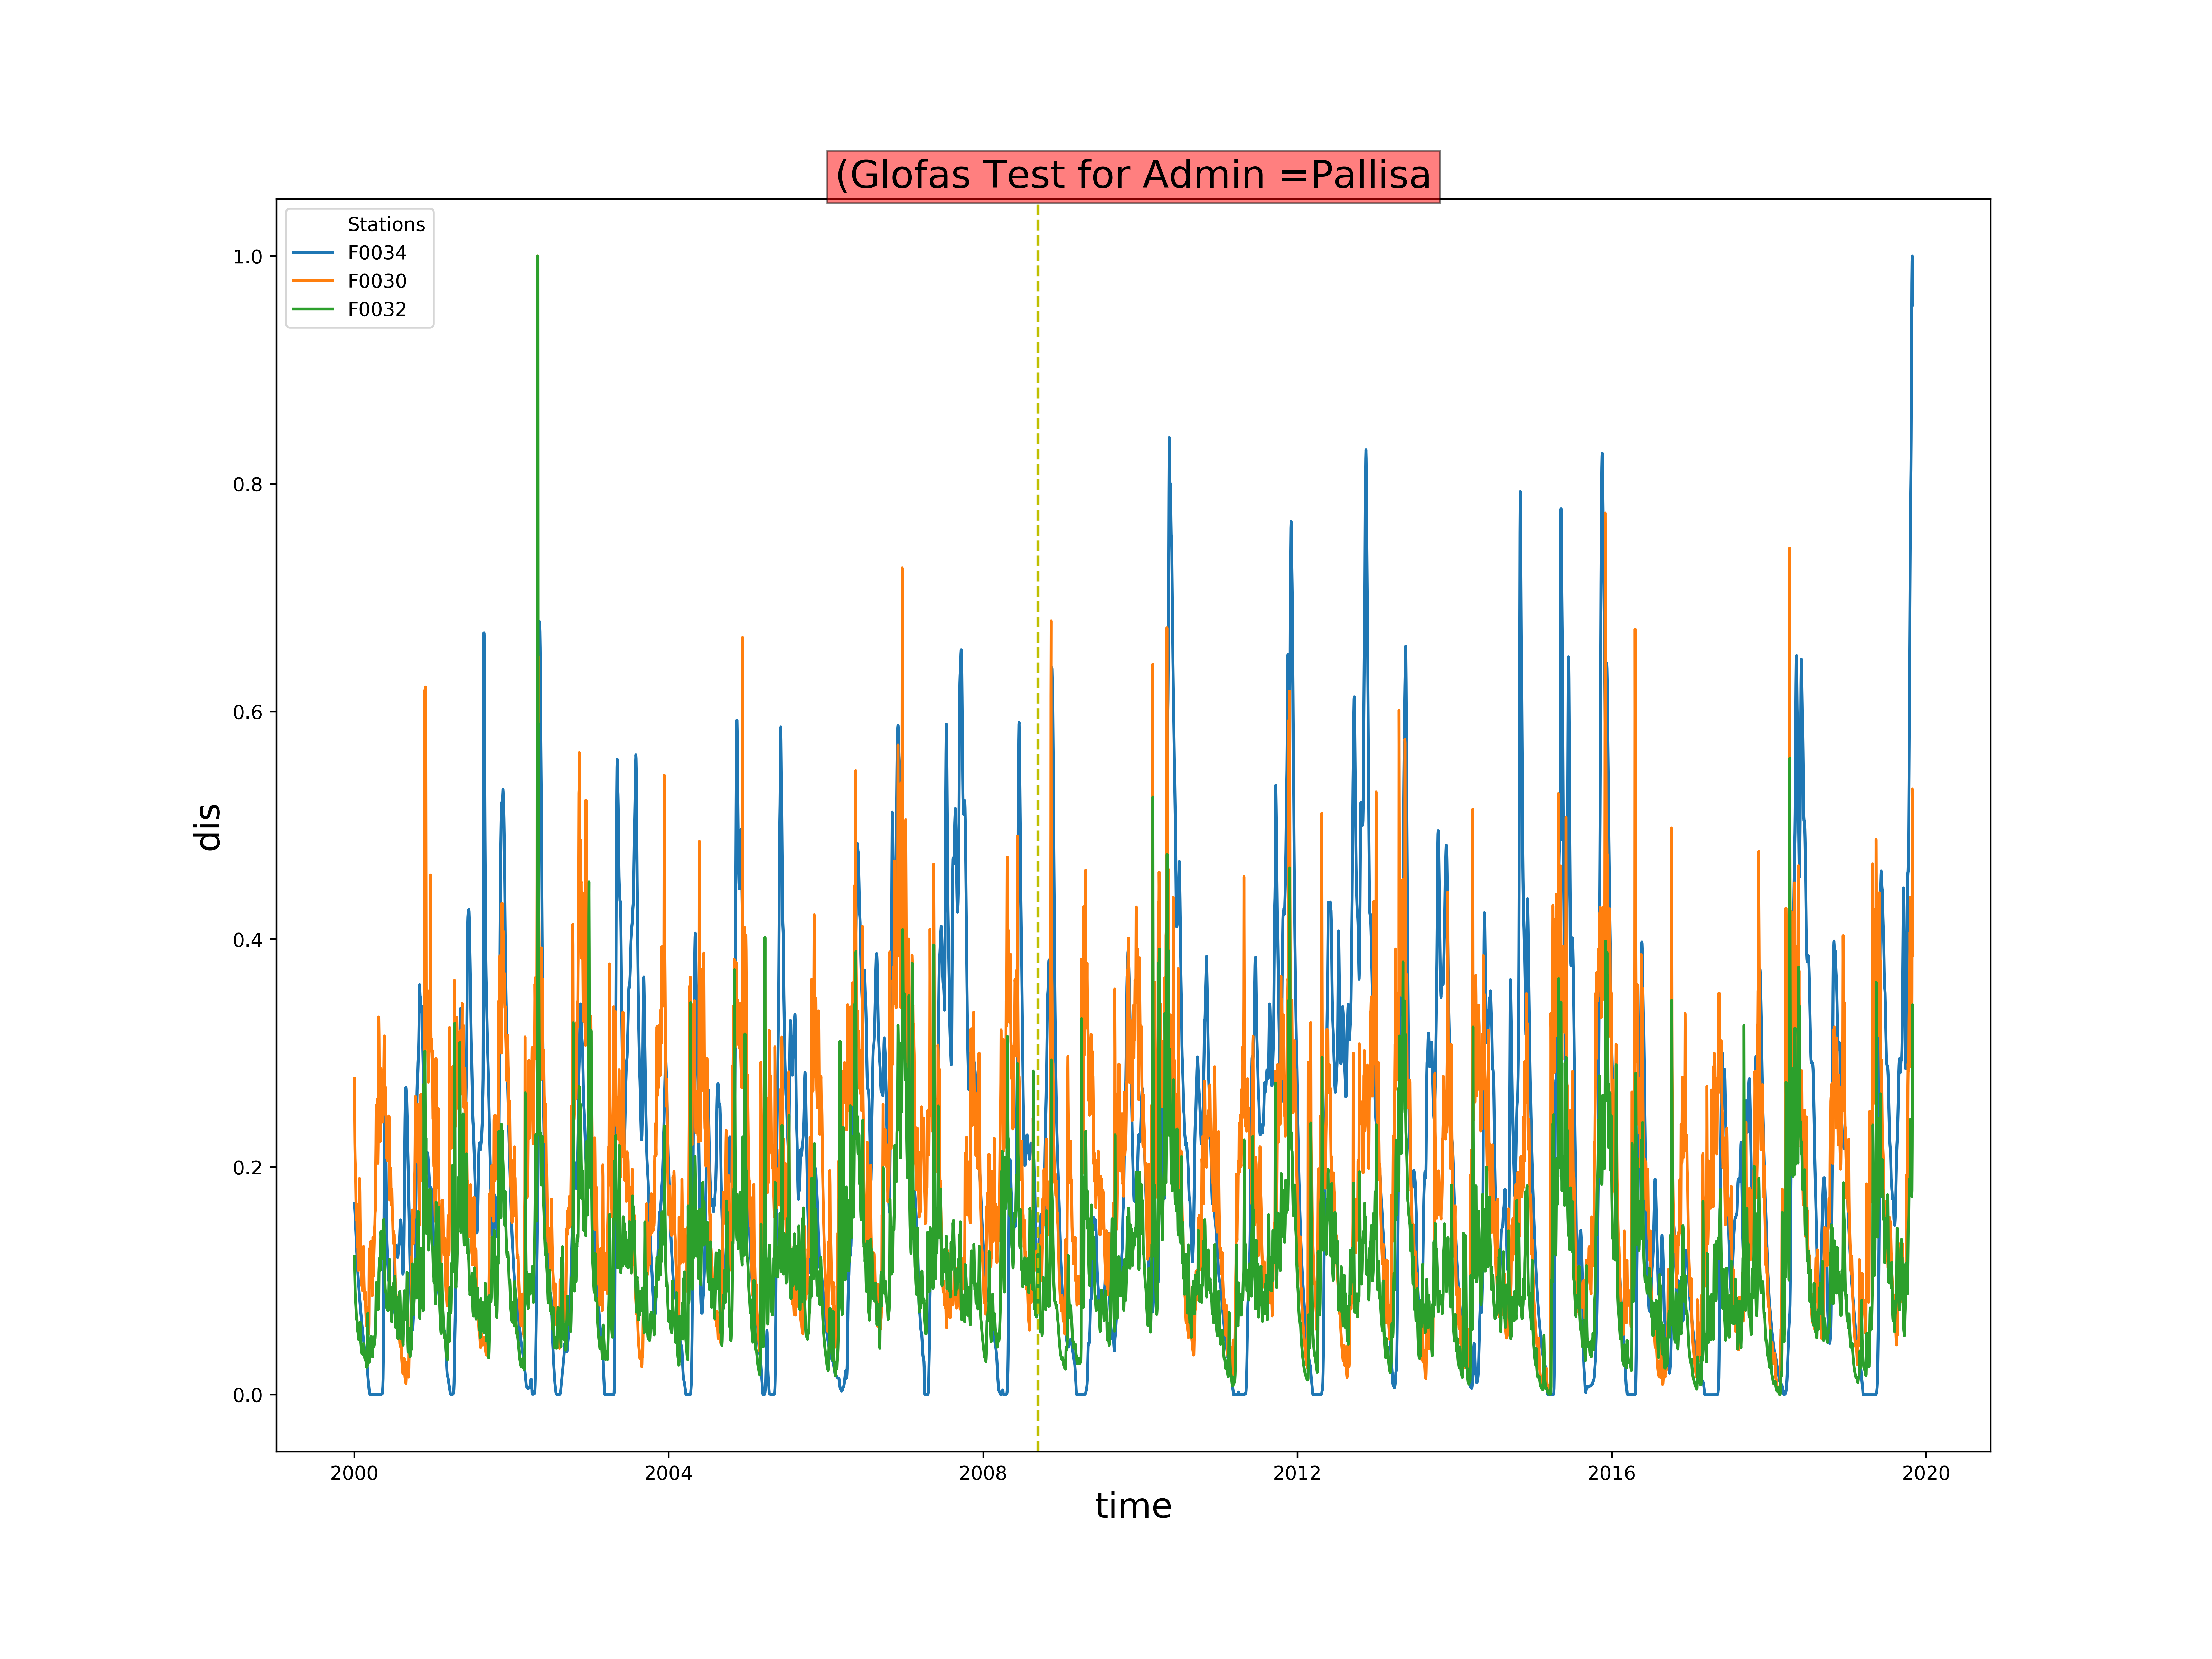 (Glofas Test for Admin =Pallisa
Stations
F0034
F0030
F0032
1.0
0.8
0.6
0.4
0.2
0.0
dis
2000
2004
2008
2012
2016
2020
time